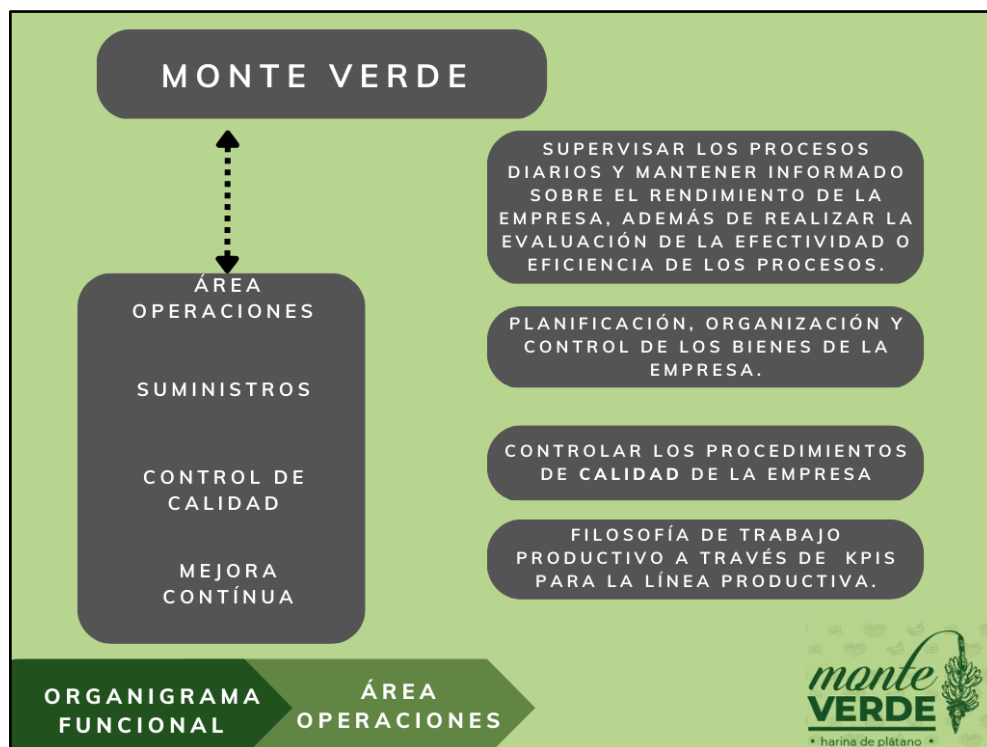 MONTE VERDE
SUPERVISAR LOS PROCESOS
DIARIOS Y MANTENER INFORMADO
SOBRE EL RENDIMIENTO DE LA
EMPRESA, ADEMÁS DE REALIZAR LA
EVALUACIÓN DE LA EFECTIVIDAD O
EFICIENCIA DE LOS PROCESOS.
ÁREA
OPERACIONES
PLANIFICACIÓN, ORGANIZACIÓN Y
CONTROL DE LOS BIENES DE LA
EMPRESA.
SUMINISTROS
CONTROLAR LOS PROCEDIMIENTOS
DE CALIDAD DE LA EMPRESA
CONTROL DE
CALIDAD
FILOSOFÍA DE TRABAJO
PRODUCTIVO A TRAVÉS DE KPIS
PARA LA LÍNEA PRODUCTIVA.
MEJORA
CONTÍNUA
ORGANIGRAMA
FUNCIONAL
ÁREA
OPERACIONES
monte
VERDE
• harina de plátano •